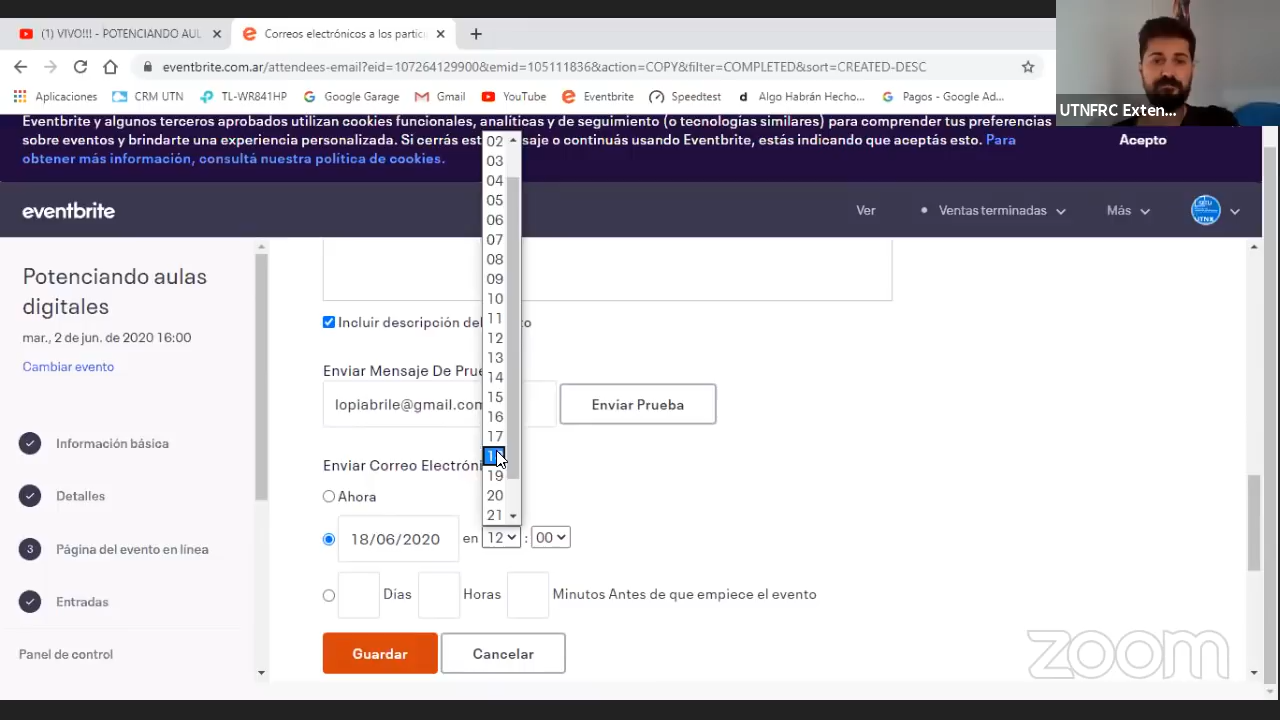 (1) VIVO!!! - POTENCIANDO AUL
Correos electrónicos a los partici
eventbrite.com.ar/attendees-email?eid=107264129900&emid=105111836&action=COPY&filter=COMPLETED&sort=CREATED-DESC
Aplicaciones
CRM UTN
TL-WR841HP
Google Garage
Gmail
YouTube
Eventbrite
Speedtest
Algo Habrán Hecho...
Pagos - Google Ad...
UTNFRC Exten...
Eventbrite y algunos terceros aprobados utilizan cookies funcionales, analíticas y de seguimiento (o tecnologías similares) para comprender tus preferencias
sobre eventos y brindarte una experiencia personalizada. Si cerrás est saje o continuás usando Eventbrite, estás indicando que aceptás esto. Para
obtener más información, consultá nuestra política de cookies.
Acepto
eventbrite
Ver
Ventas terminadas
Más
Potenciando aulas
digitales
mar., 2 de jun. de 2020 16:00
Cambiar evento
Información básica
Detalles
3 Página del evento en línea
Entradas
Panel de control
02
03
04
05
06
07
08
09
10
11
12
13
14
15
16
17
19
20
21
Incluir descripción del to
Enviar Mensaje De Prue
lopiabrile@gmail.com
Enviar Prueba
Enviar Correo Electróni
Ahora
18/06/2020 en 12 : 00
Días Horas Minutos Antes de que empiece el evento
Guardar
Cancelar
zoom